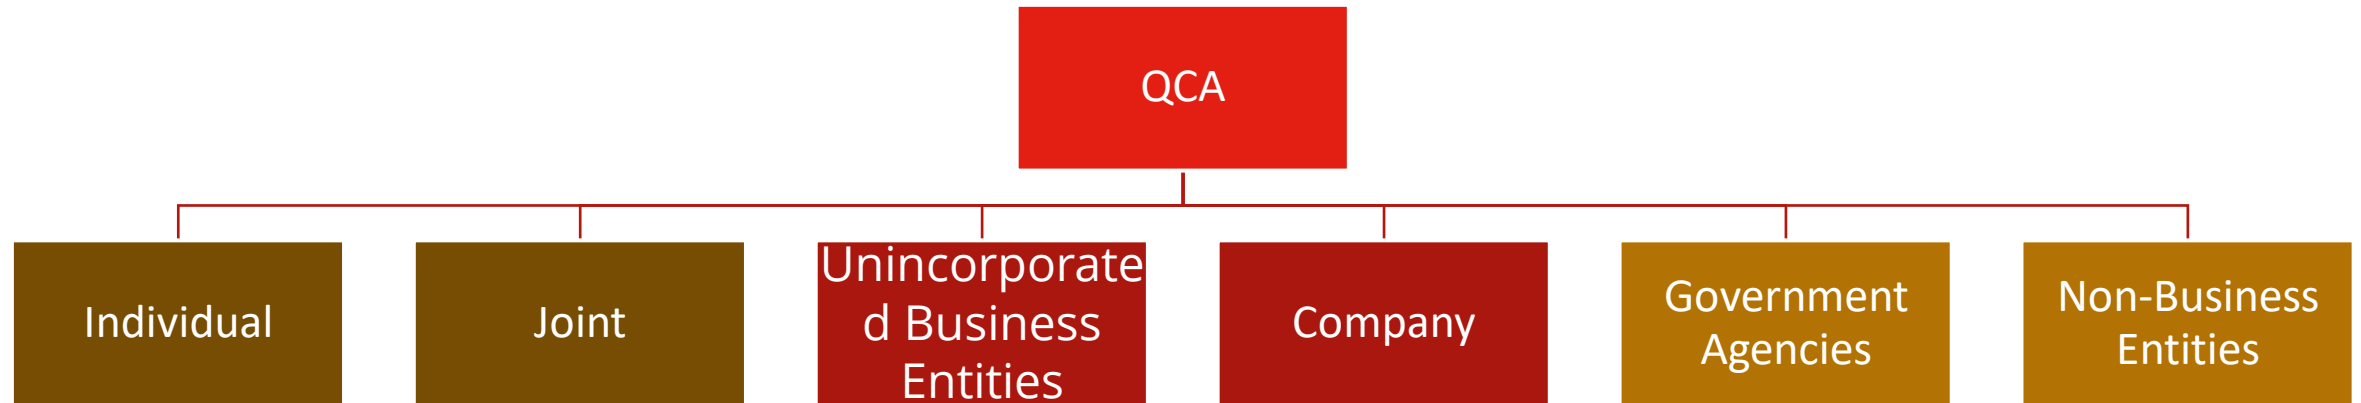 QCA
Individual
Joint
Unincorporate
d Business
Entities
Company
Government
Agencies
Non-Business
Entities